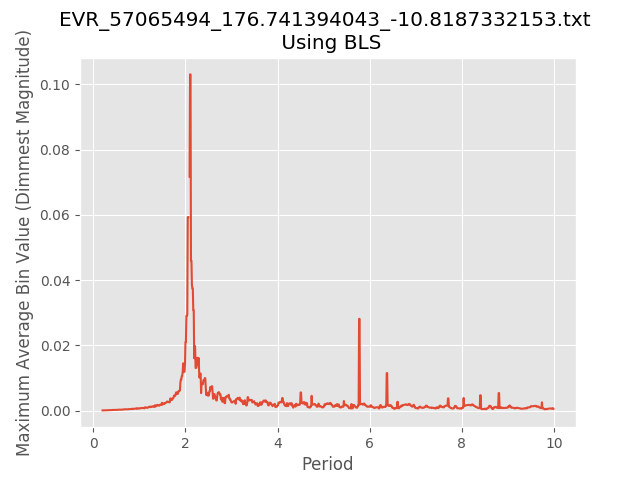 EVR_57065494_176.741394043_-10.8187332153.txt
Using BLS
Maximum Average Bin Value (Dimmest Magnitude)
0.10
0.08
0.06
0.04
0.02
0.00
0 2 4 6 8 10
Period